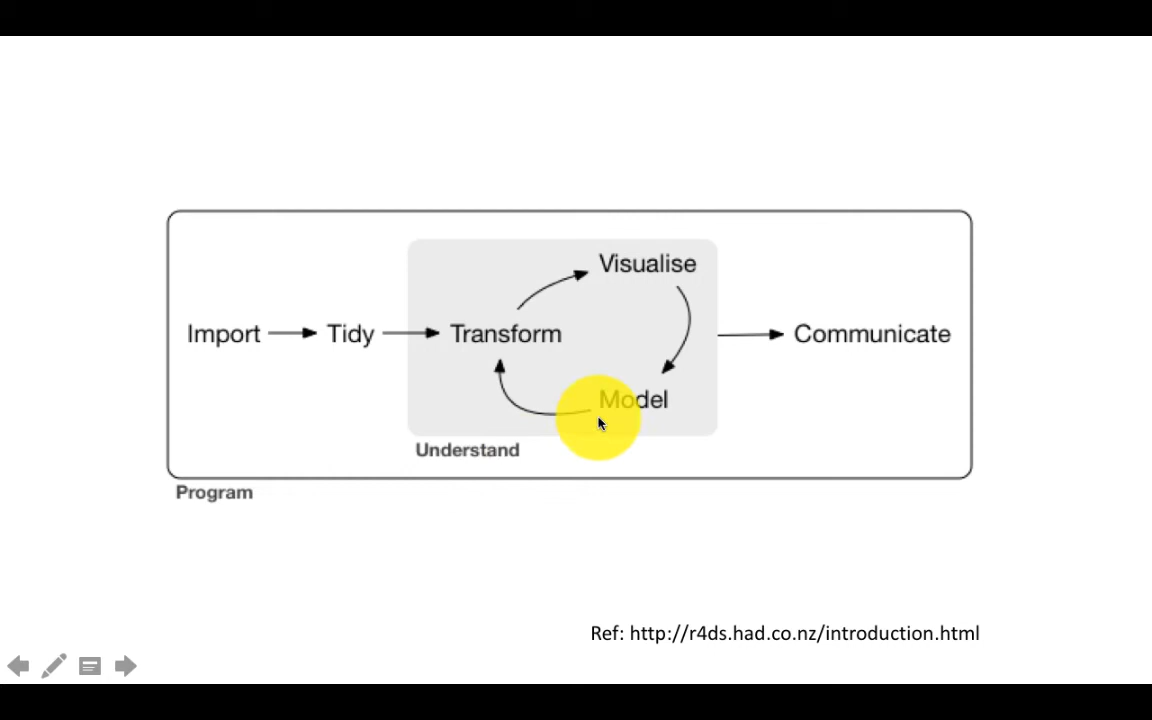 Visualise
Import
Tidy
Transform
Communicate
Model
Understand
Program
Ref: http://r4ds.had.co.nz/introduction.html